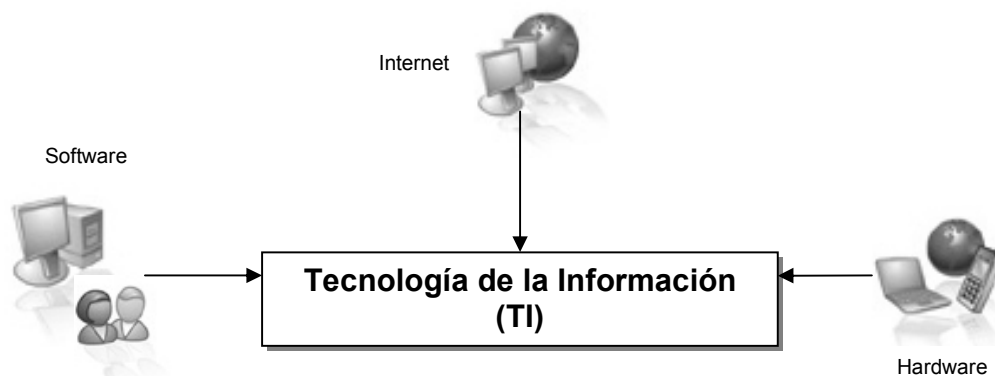 Internet
Software
Tecnología de la Información
(TI)
Hardware